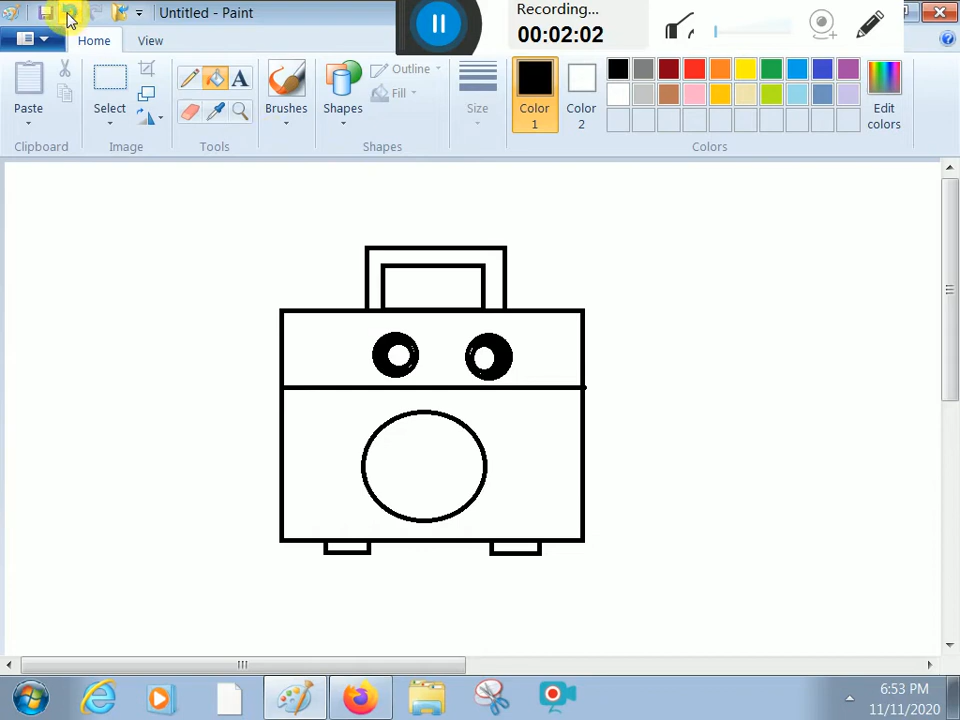 Untitled - Paint
Recording...
00:02:02
Home
View
Paste
Select
Brushes
Shapes
Outline
Fill
Size
Color
1
Color
2
Edit
colors
Clipboard
Image
Tools
Shapes
Colors
6:53 PM
11/11/2020